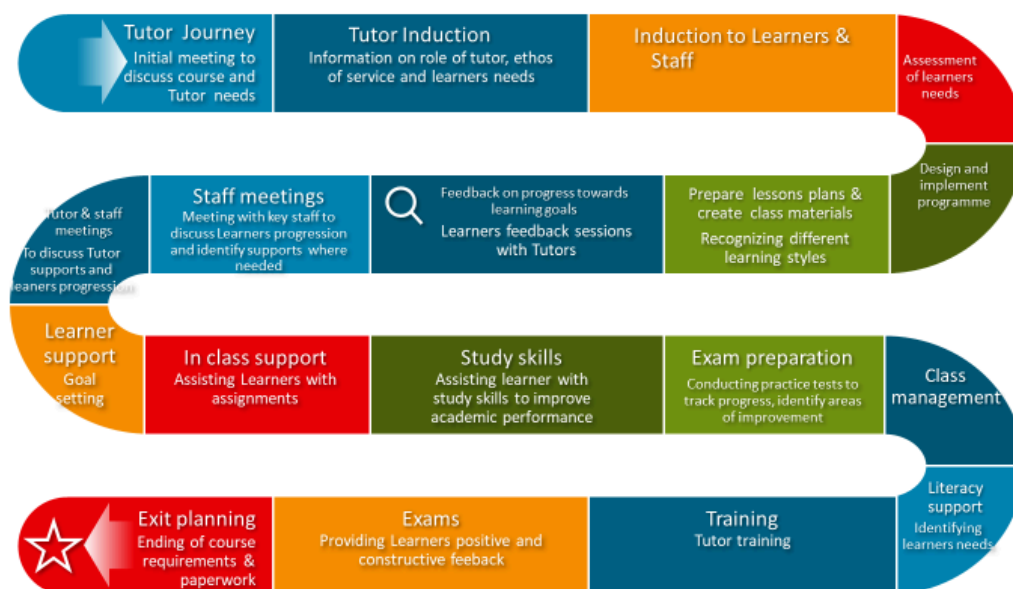 Tutor Journey
Initial meeting to
discuss course and
Tutor needs
Tutor Induction
Information on role of tutor, ethos
of service and learners needs
Induction to Learners &
Staff
Assessment
of learners
needs
Design and
implement
programme
Prepare lessons plans &
create class materials
Recognizing different
learning styles
Feedback on progress towards
learning goals
Learners feedback sessions
with Tutors
Staff meetings
Meeting with key staff to
discuss Learners progression
and identify supports where
needed
Tutor & staff
meetings
To discuss Tutor
supports and
leaners progression
Learner
support
Goal
setting
In class support
Assisting Learners with
assignments
Study skills
Assisting learner with
study skills to improve
academic performance
Exam preparation
Conducting practice tests to
track progress, identify areas
of improvement
Class
management
Literacy
support
Identifying
learners needs
Training
Tutor training
Exams
Providing Learners positive and
constructive feeback
Exit planning
Ending of course
requirements &
paperwork